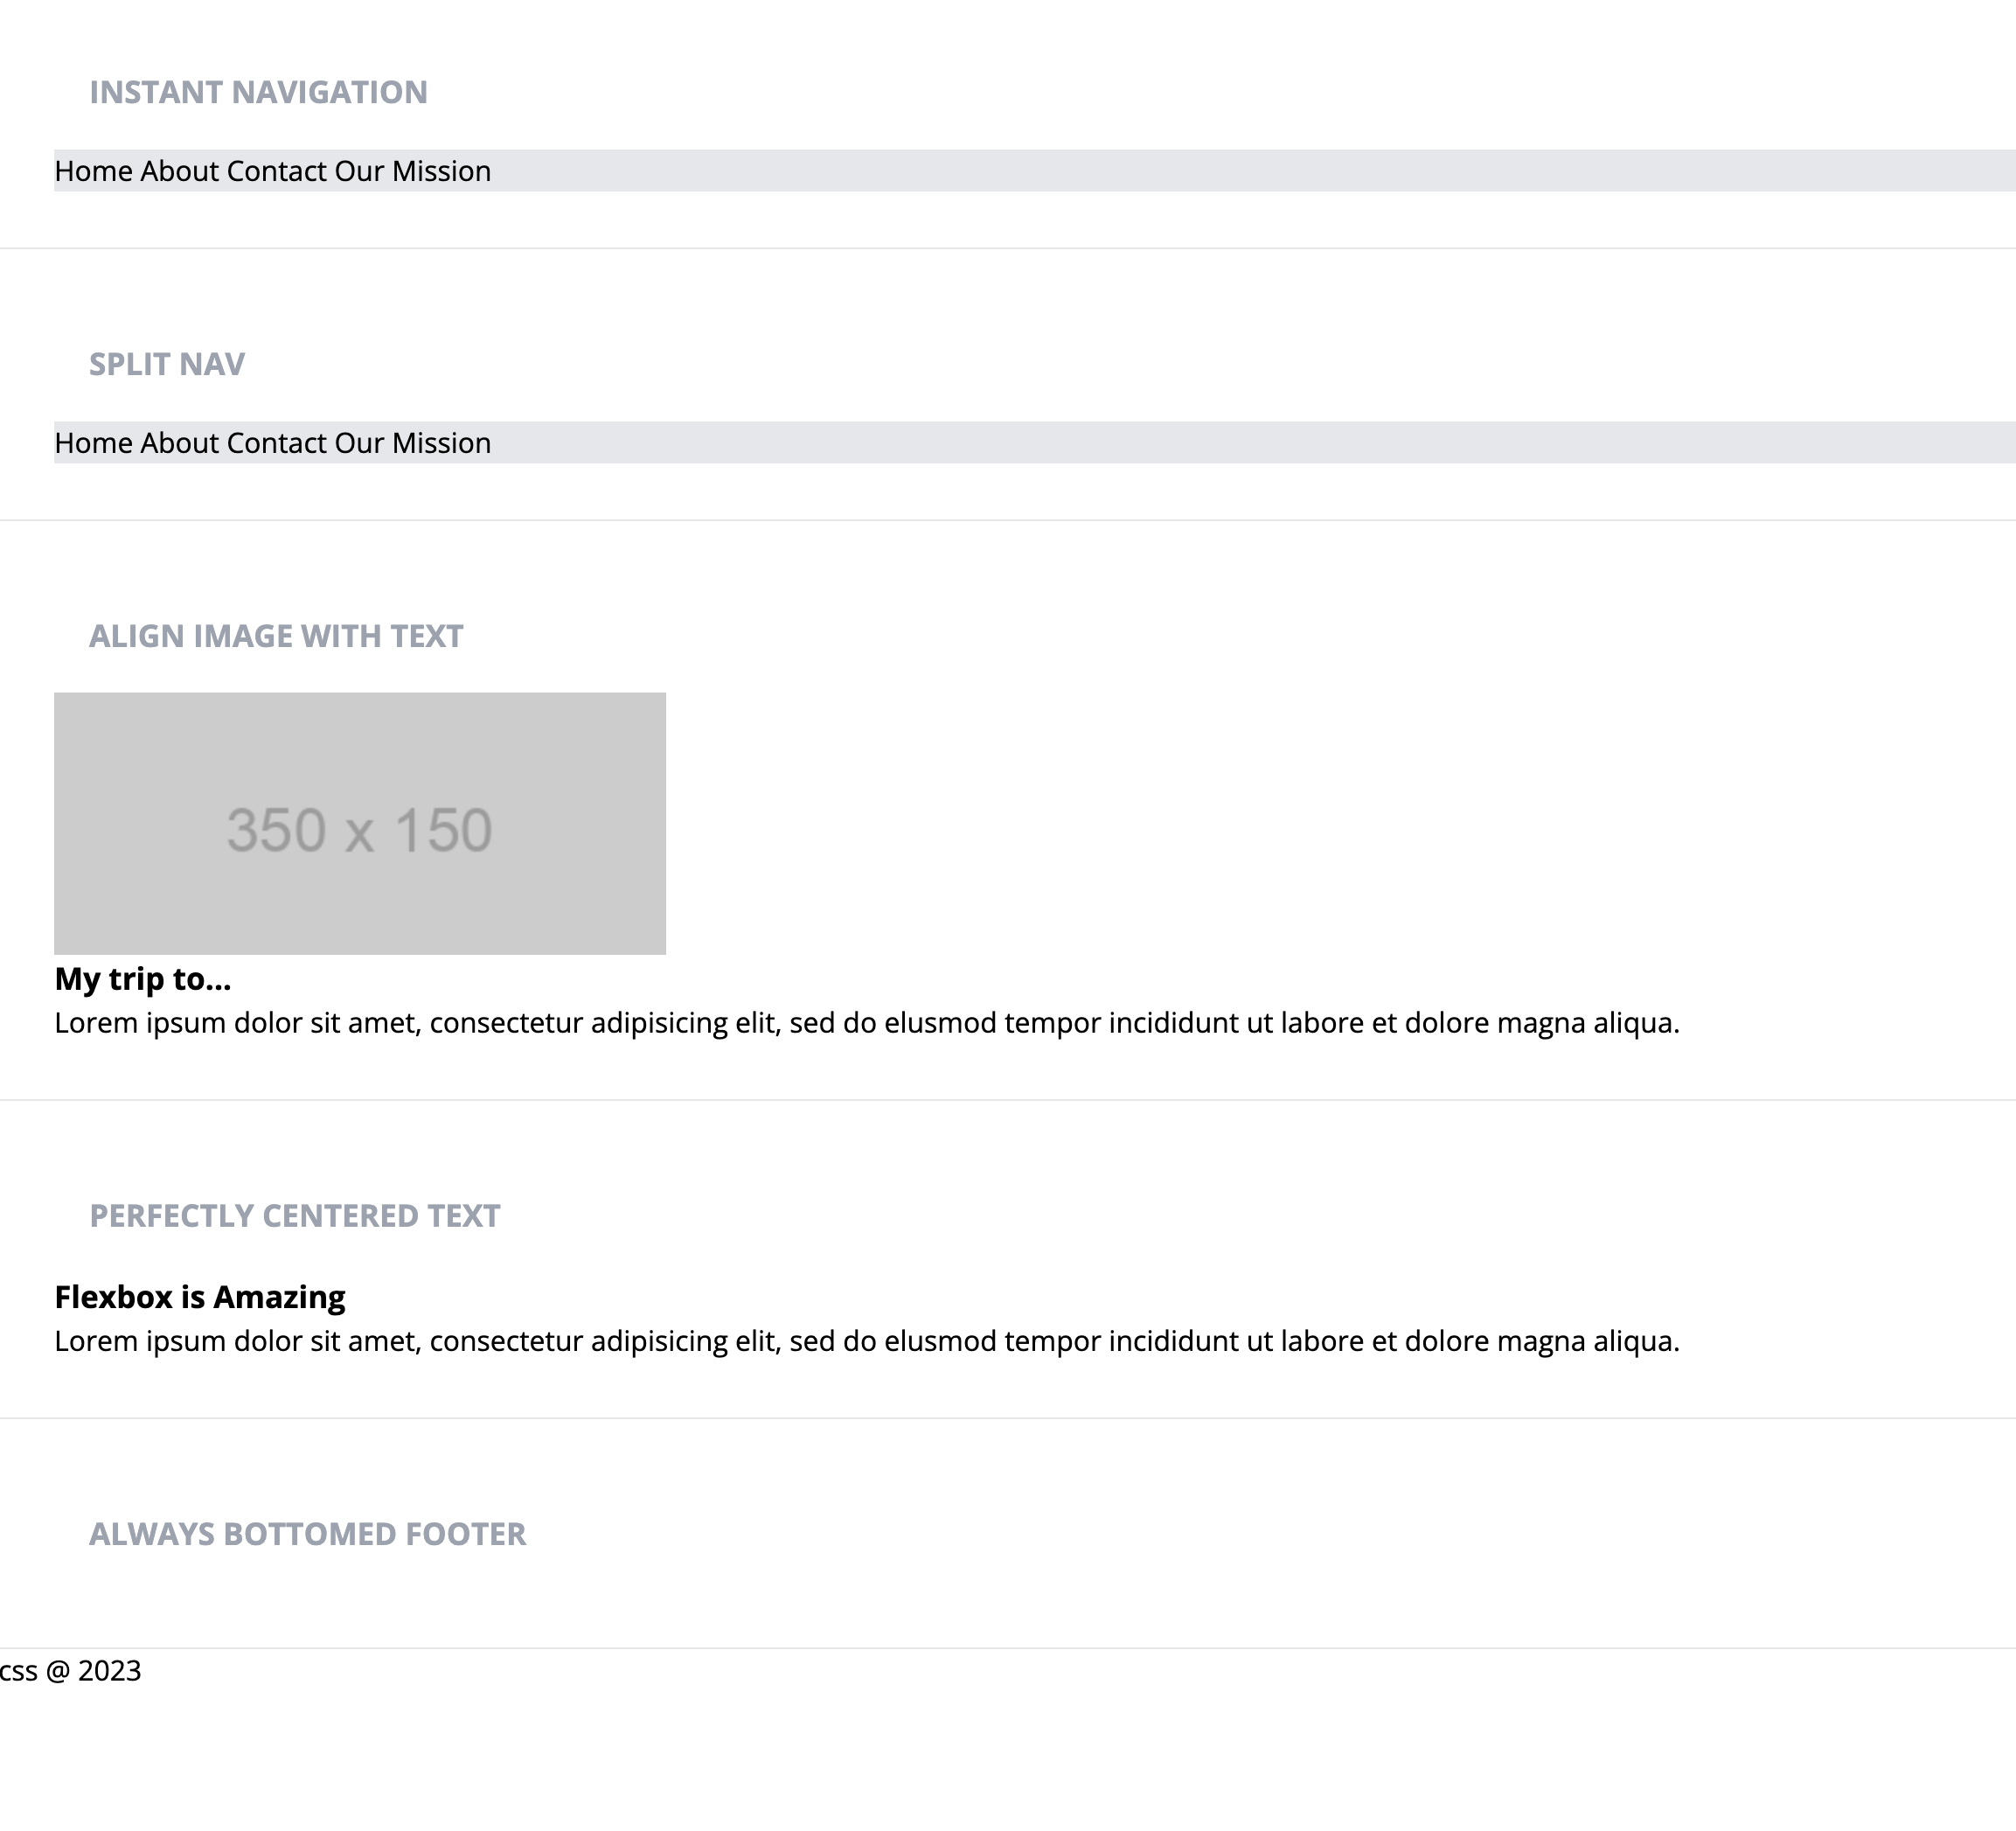 INSTANT NAVIGATION
Home About Contact Our Mission
SPLIT NAV
Home About Contact Our Mission
ALIGN IMAGE WITH TEXT
350 x 150
My trip to...
Lorem ipsum dolor sit amet, consectetur adipisicing elit, sed do elusmod tempor incididunt ut labore et dolore magna aliqua.
PERFECTLY CENTERED TEXT
Flexbox is Amazing
Lorem ipsum dolor sit amet, consectetur adipisicing elit, sed do elusmod tempor incididunt ut labore et dolore magna aliqua.
ALWAYS BOTTOMED FOOTER
css @ 2023